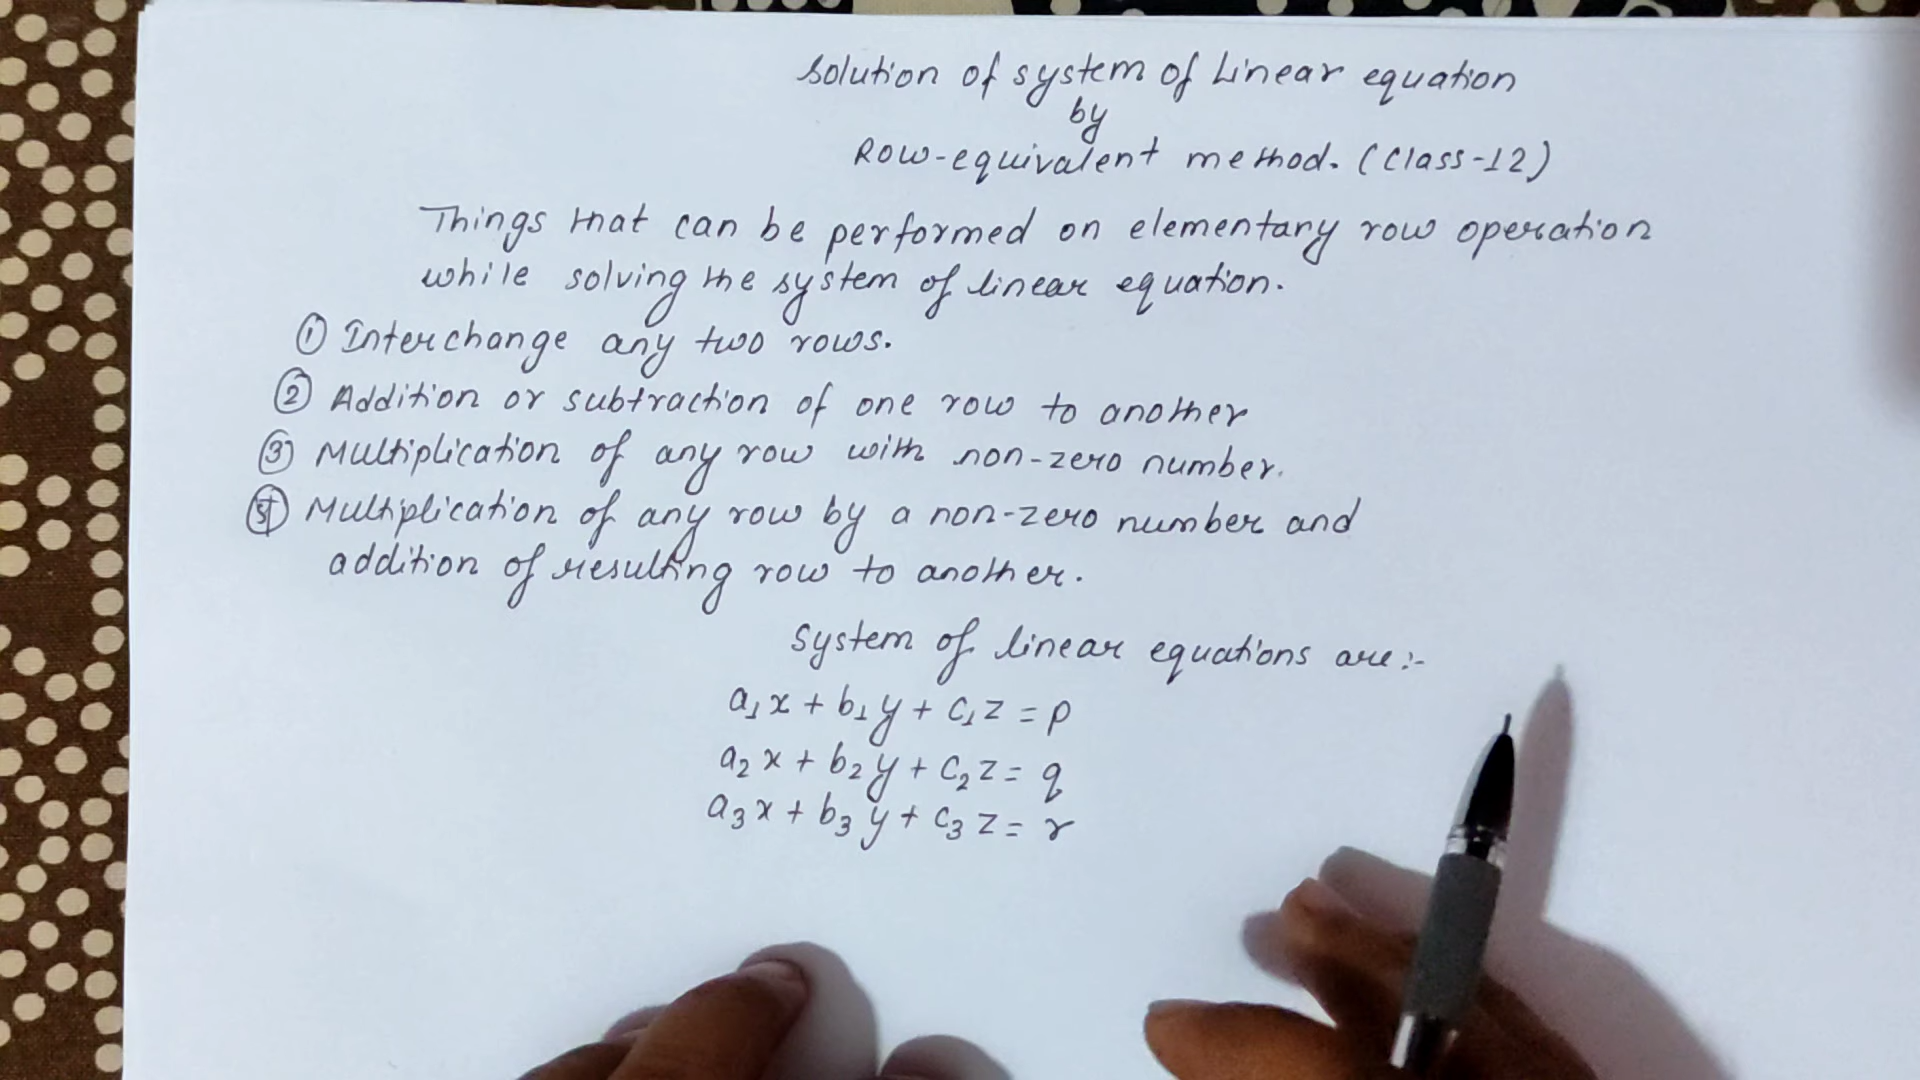 Solution of system of Linear equation
by
Row-equivalent method. (Class-12)
Things that can be performed on elementary row operation
while solving the system of linear equation.
① Interchange any two rows.
② Addition or subtraction of one row to another
③ Multiplication of any row with non-zero number.
Multiplication of any row by a non-zero number and
addition of resulting row to another.
System of linear equations are:-
a₁x + b₁y + c₁z = p
a₂x + b₂y + c₂z = q
a₃x + b₃y + c₃z = r